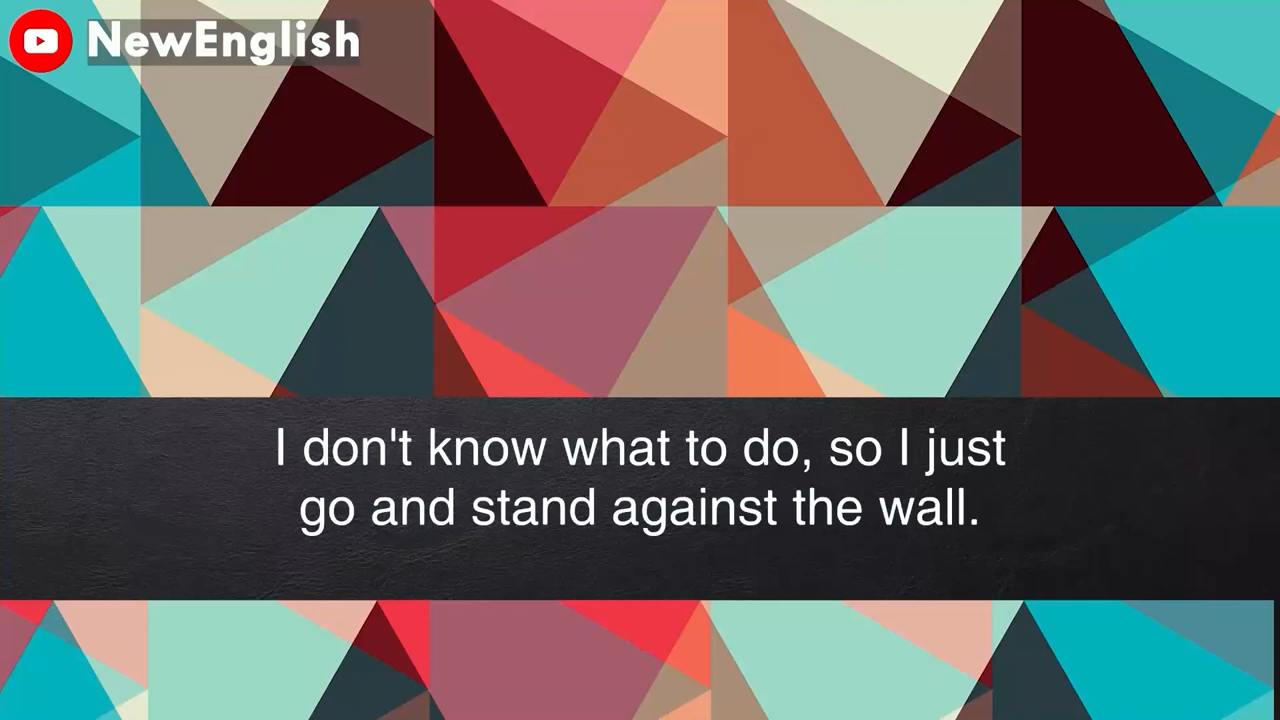 NewEnglish
I don't know what to do, so I just
go and stand against the wall.